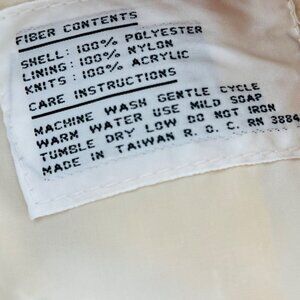 FIBER CONTENTS
SHELL: 100% POLYESTER
LINING: 100% NYLON
KNITS: 100% ACRYLIC
CARE INSTRUCTIONS
MACHINE WASH GENTLE CYCLE
WARM WATER USE MILD SOAP
TUMBLE DRY LOW DO NOT IRON
MADE IN TAIWAN R. O. C. RN 3884